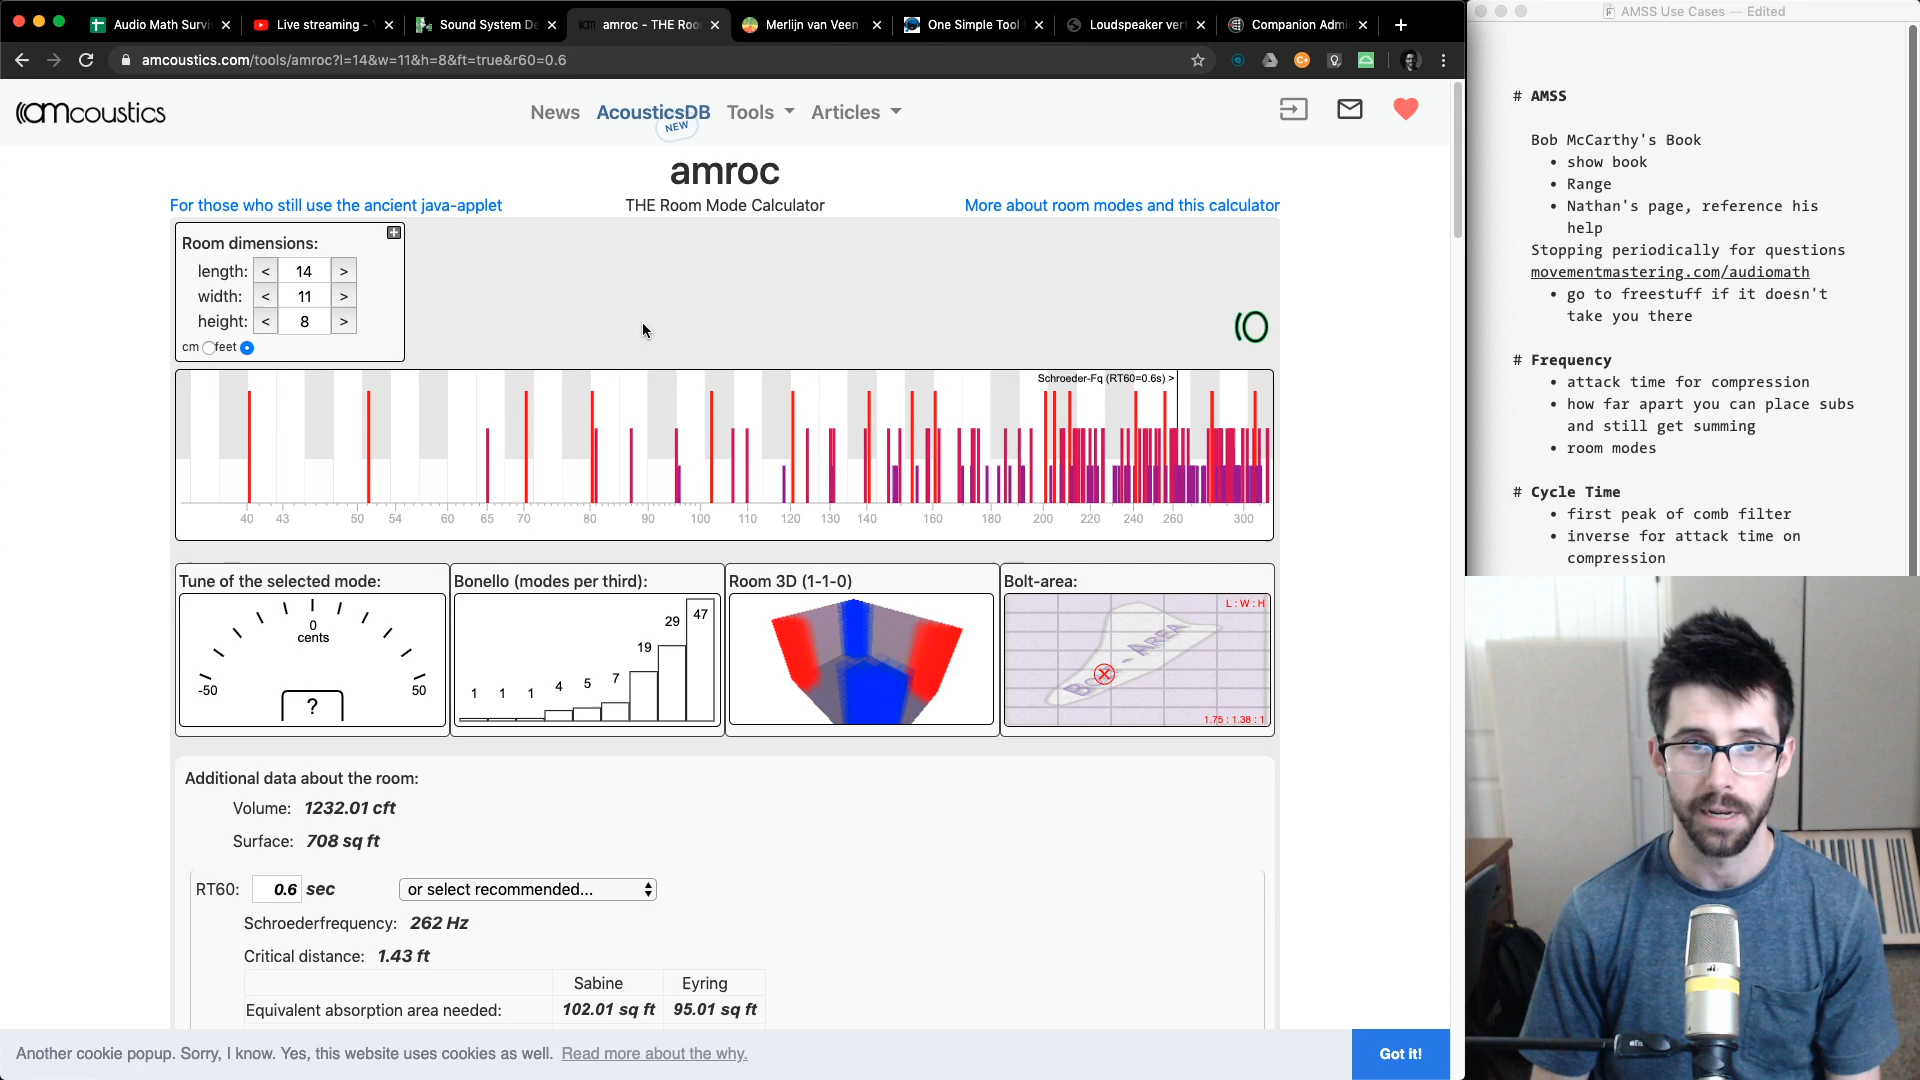 Audio Math Survi
Live streaming -
Sound System De
amroc - THE Roo
Merlijn van Veen
One Simple Tool
Loudspeaker vert
Companion Admi
AMSS Use Cases — Edited
amcoustics.com/tools/amroc?l=14&w=11&h=8&ft=true&r60=0.6
amcoustics
News
AcousticsDB
NEW
Tools
Articles
amroc
For those who still use the ancient java-applet
THE Room Mode Calculator
More about room modes and this calculator
Room dimensions:
length: < 14 >
width: < 11 >
height: < 8 >
cm feet
Schroeder-Fq (RT60=0.6s) >
40 43 50 54 60 65 70 80 90 100 110 120 130 140 160 180 200 220 240 260 300
Tune of the selected mode:
0
cents
-50 50
?
Bonello (modes per third):
1 1 1 4 5 7 19 29 47
Room 3D (1-1-0)
Bolt-area:
L : W : H
BOLT - AREA
1.75 : 1.38 : 1
Additional data about the room:
Volume: 1232.01 cft
Surface: 708 sq ft
RT60: 0.6 sec
or select recommended...
Schroederfrequency: 262 Hz
Critical distance: 1.43 ft
Sabine Eyring
Equivalent absorption area needed: 102.01 sq ft 95.01 sq ft
Another cookie popup. Sorry, I know. Yes, this website uses cookies as well. Read more about the why.
Got it!
# AMSS
Bob McCarthy's Book
• show book
• Range
• Nathan's page, reference his
help
Stopping periodically for questions
movementmastering.com/audiomath
• go to freestuff if it doesn't
take you there
# Frequency
• attack time for compression
• how far apart you can place subs
and still get summing
• room modes
# Cycle Time
• first peak of comb filter
• inverse for attack time on
compression